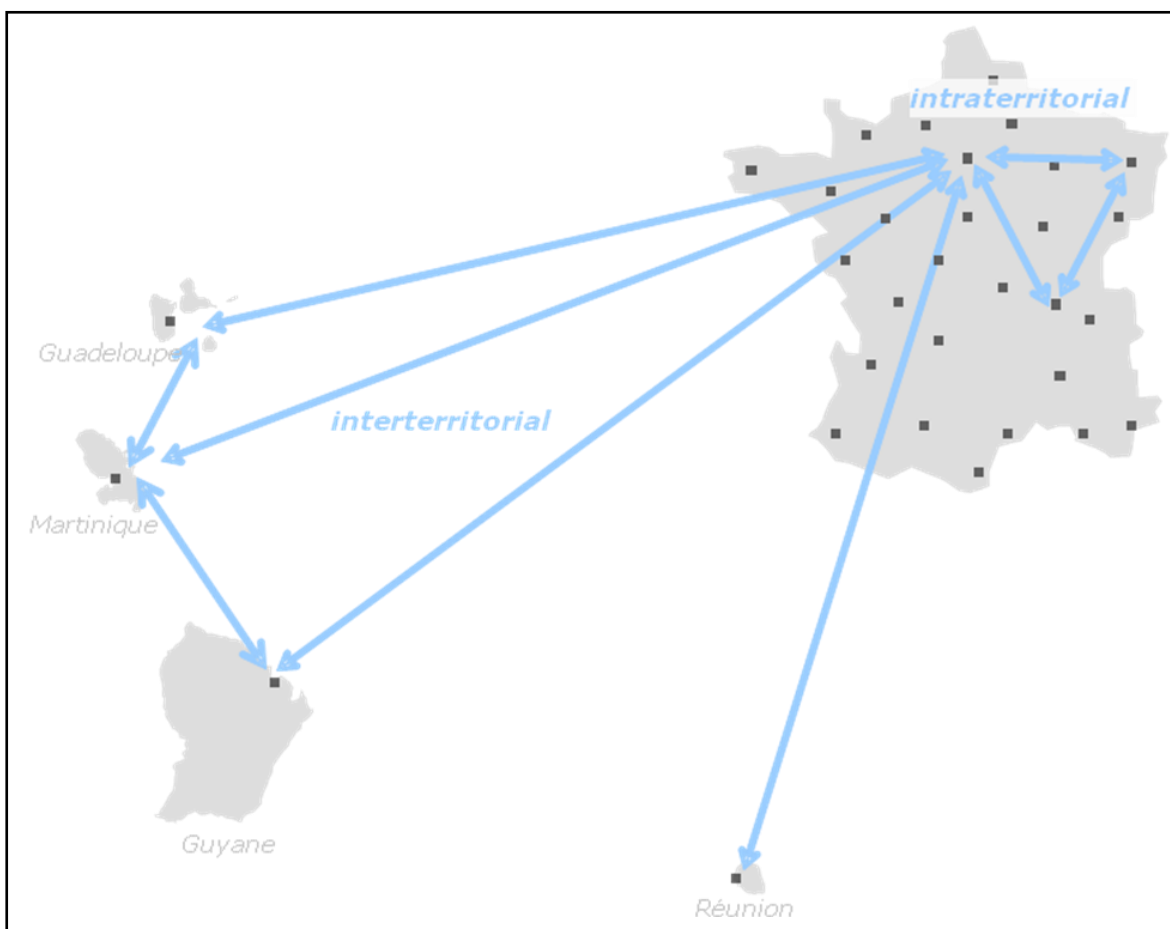 intraterritorial
Guadeloupe
interterritorial
Martinique
Guyane
Réunion